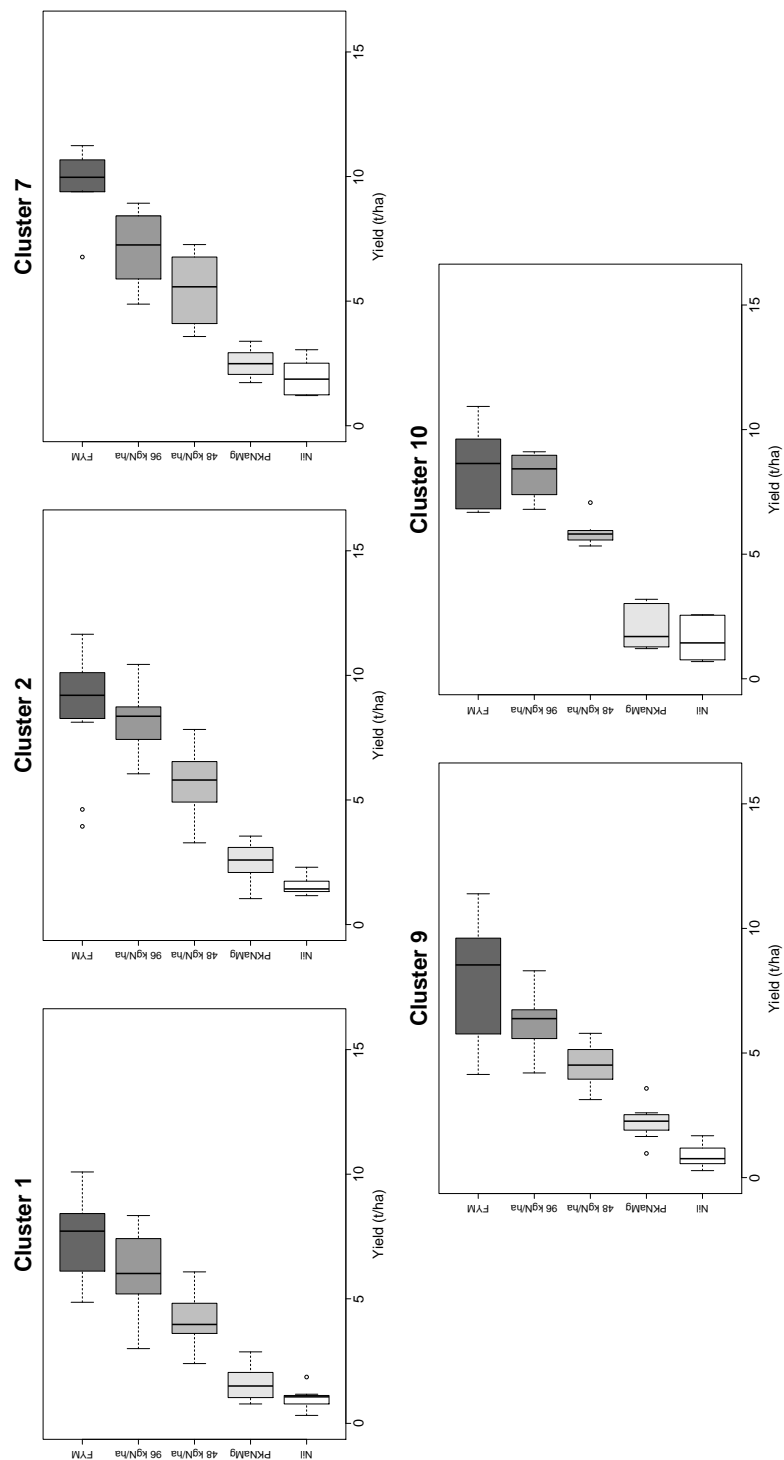 Cluster 7
FYM
96 kgN/ha
48 kgN/ha
PKNaMg
Nil
0 5 10 15
Yield (t/ha)
Cluster 2
FYM
96 kgN/ha
48 kgN/ha
PKNaMg
Nil
0 5 10 15
Yield (t/ha)
Cluster 10
FYM
96 kgN/ha
48 kgN/ha
PKNaMg
Nil
0 5 10 15
Yield (t/ha)
Cluster 1
FYM
96 kgN/ha
48 kgN/ha
PKNaMg
Nil
0 5 10 15
Yield (t/ha)
Cluster 9
FYM
96 kgN/ha
48 kgN/ha
PKNaMg
Nil
0 5 10 15
Yield (t/ha)